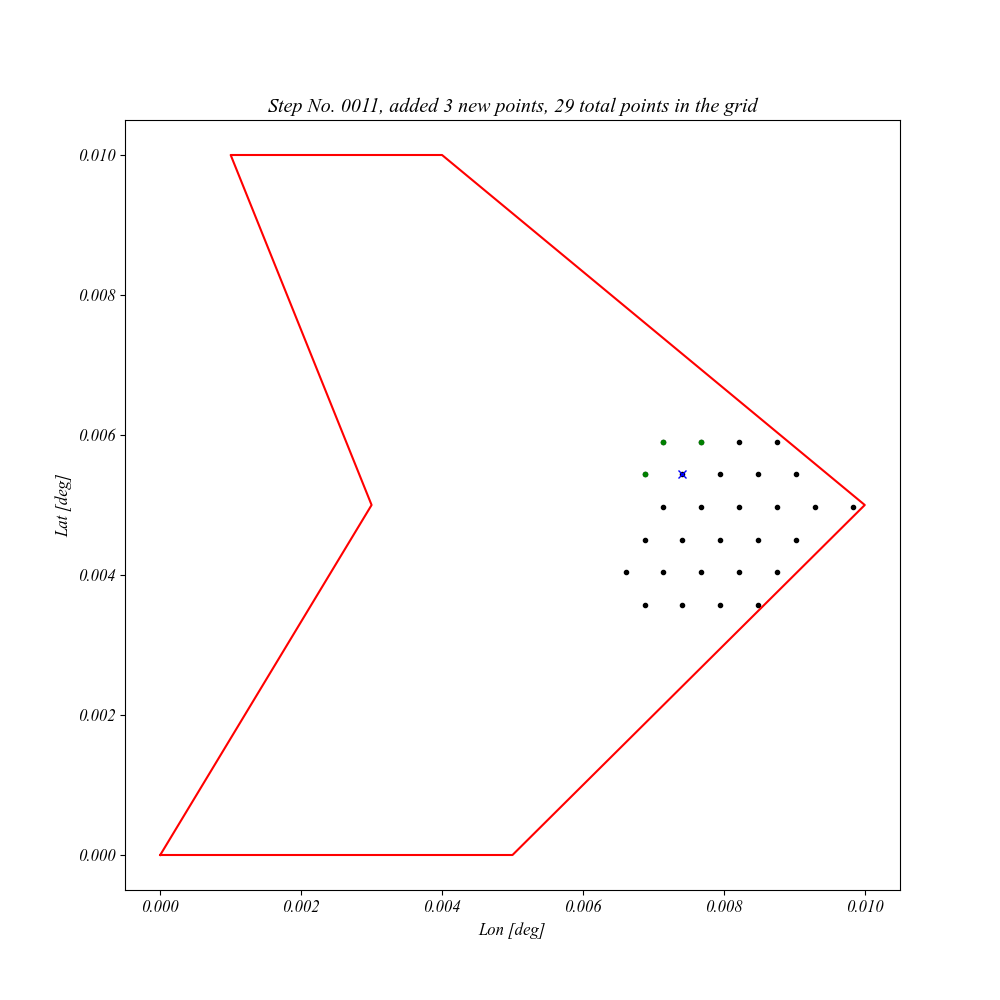 Step No. 0011, added 3 new points, 29 total points in the grid
0.010
0.008
0.006
0.004
0.002
0.000
Lat [deg]
0.000 0.002 0.004 0.006 0.008 0.010
Lon [deg]